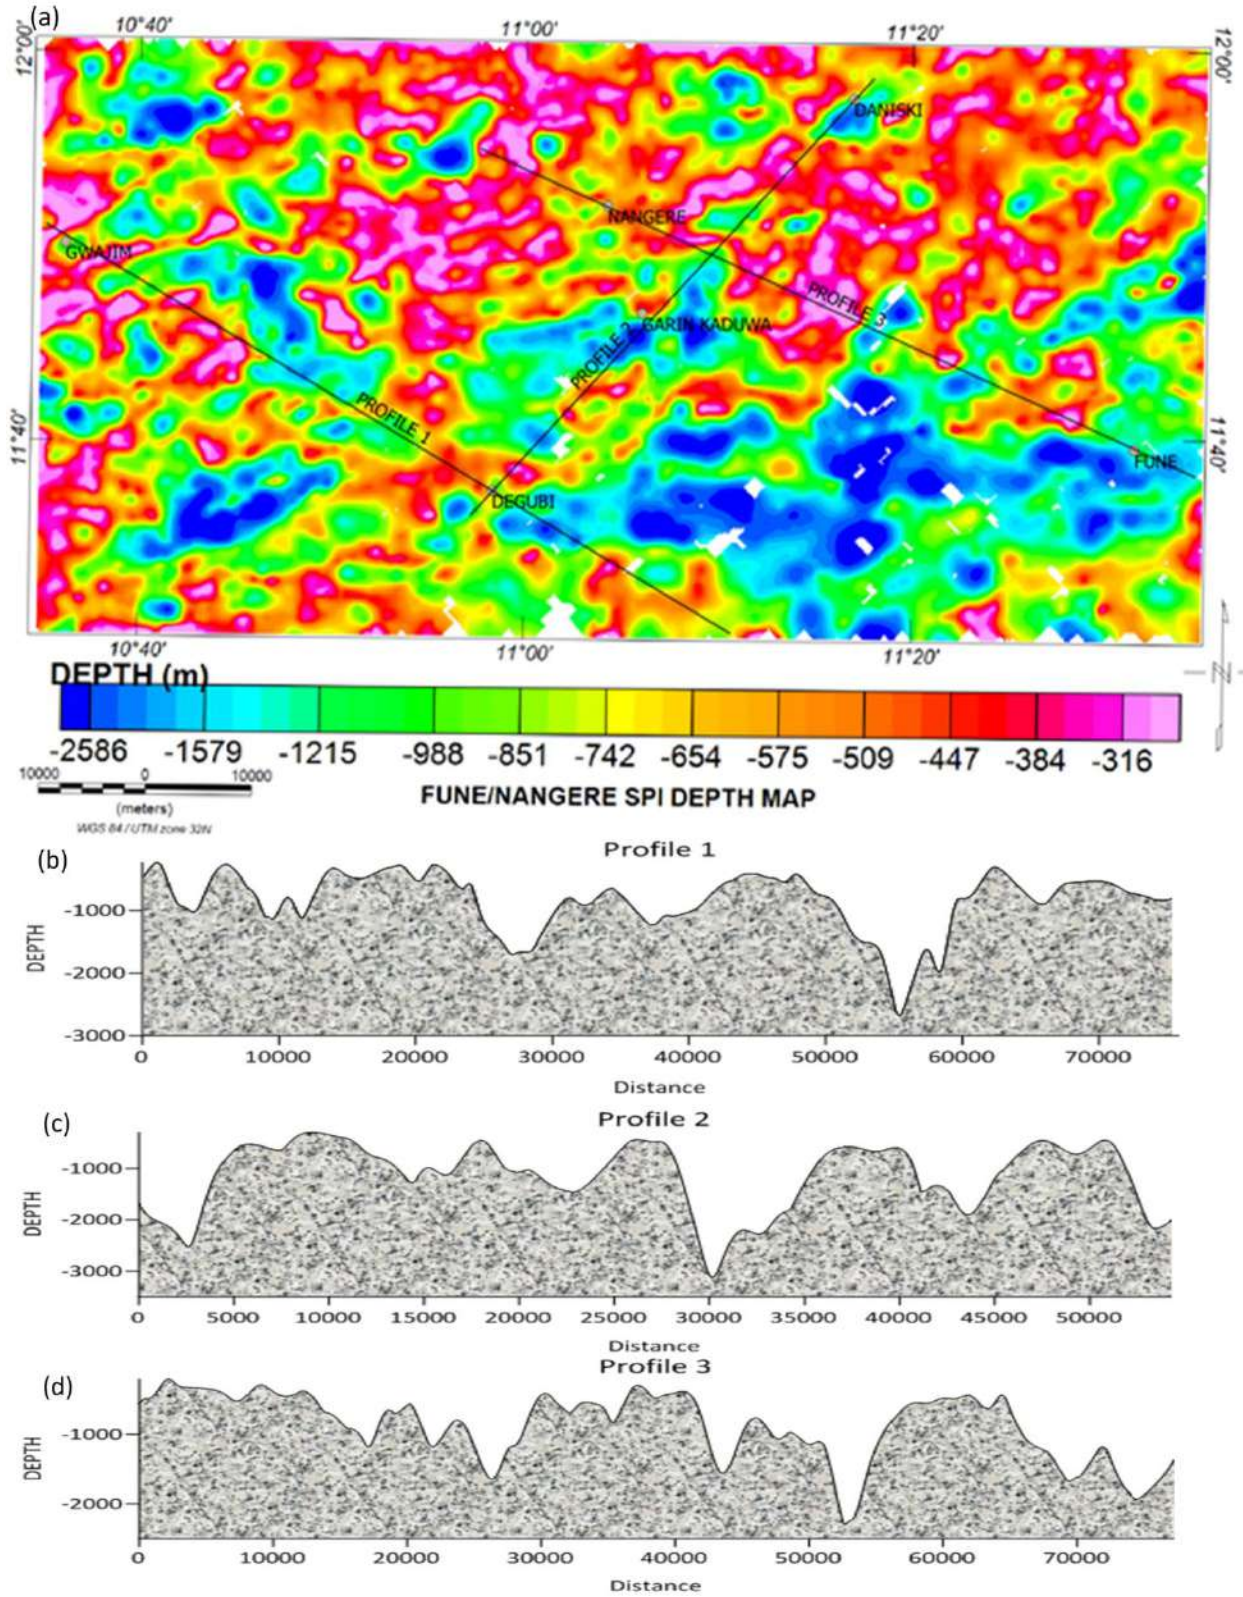 (a)
10°40' 11°00' 11°20'
12°00' 12°00'
DANISKI
NANGERE
GWAJIM
PROFILE 3
GARIN KADUWA
PROFILE 2
PROFILE 1
11°40' 11°40'
FUNE
DEGUBI
10°40' 11°00' 11°20'
DEPTH (m)
-2586 -1579 -1215 -988 -851 -742 -654 -575 -509 -447 -384 -316
10000 0 10000
(meters)
WGS 84 / UTM zone 32N
FUNE/NANGERE SPI DEPTH MAP
(b)
Profile 1
DEPTH
-1000
-2000
-3000
0 10000 20000 30000 40000 50000 60000 70000
Distance
(c)
Profile 2
DEPTH
-1000
-2000
-3000
0 5000 10000 15000 20000 25000 30000 35000 40000 45000 50000
Distance
Profile 3
(d)
DEPTH
-1000
-2000
0 10000 20000 30000 40000 50000 60000 70000
Distance